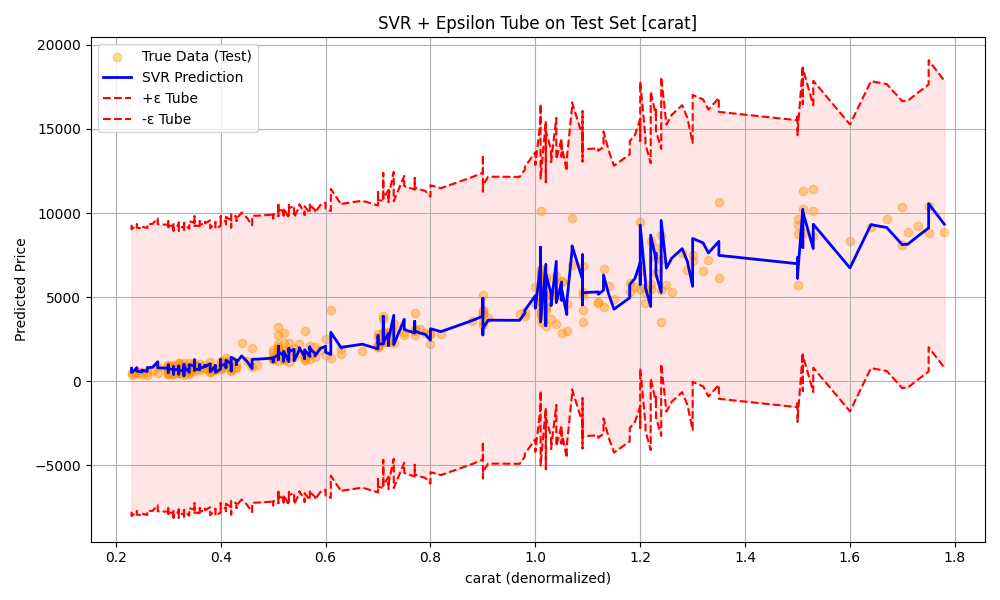 SVR + Epsilon Tube on Test Set [carat]
20000
15000
10000
5000
0
−5000
Predicted Price
True Data (Test)
SVR Prediction
+ε Tube
-ε Tube
0.2 0.4 0.6 0.8 1.0 1.2 1.4 1.6 1.8
carat (denormalized)